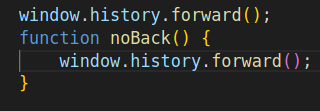 window.history.forward();
function noBack() {
    window.history.forward();
}